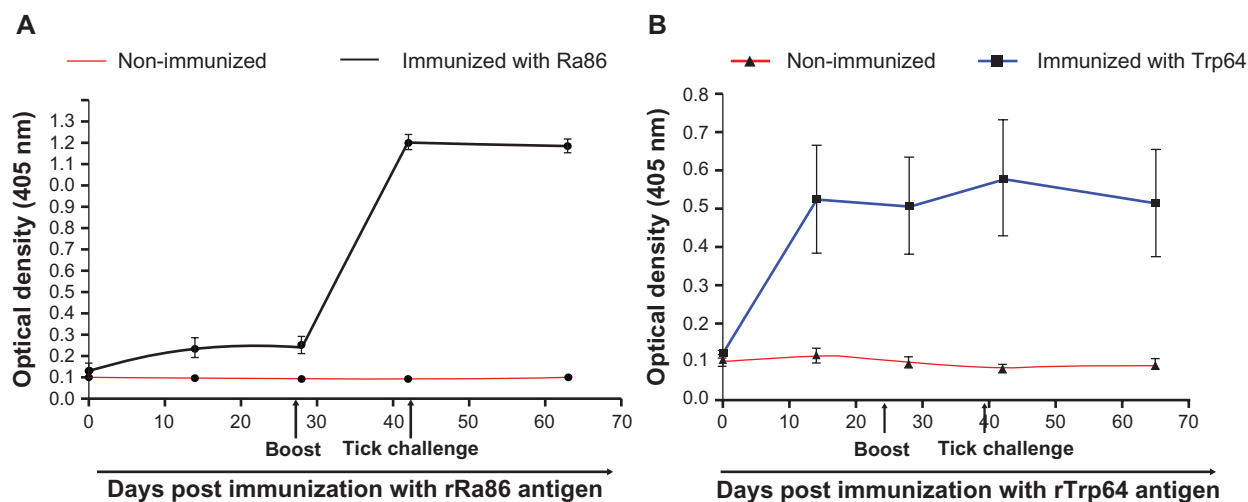 A
Non-immunized
Immunized with Ra86
Optical density (405 nm)
1.3
1.2
1.3
0.0
0.9
0.8
0.7
0.6
0.5
0.4
0.3
0.2
0.1
0.0
0 10 20 30 40 50 60 70
Boost Tick challenge
Days post immunization with rRa86 antigen
B
Non-immunized
Immunized with Trp64
Optical density (405 nm)
0.8
0.7
0.6
0.5
0.4
0.3
0.2
0.1
0.0
0 10 20 30 40 50 60 70
Boost Tick challenge
Days post immunization with rTrp64 antigen